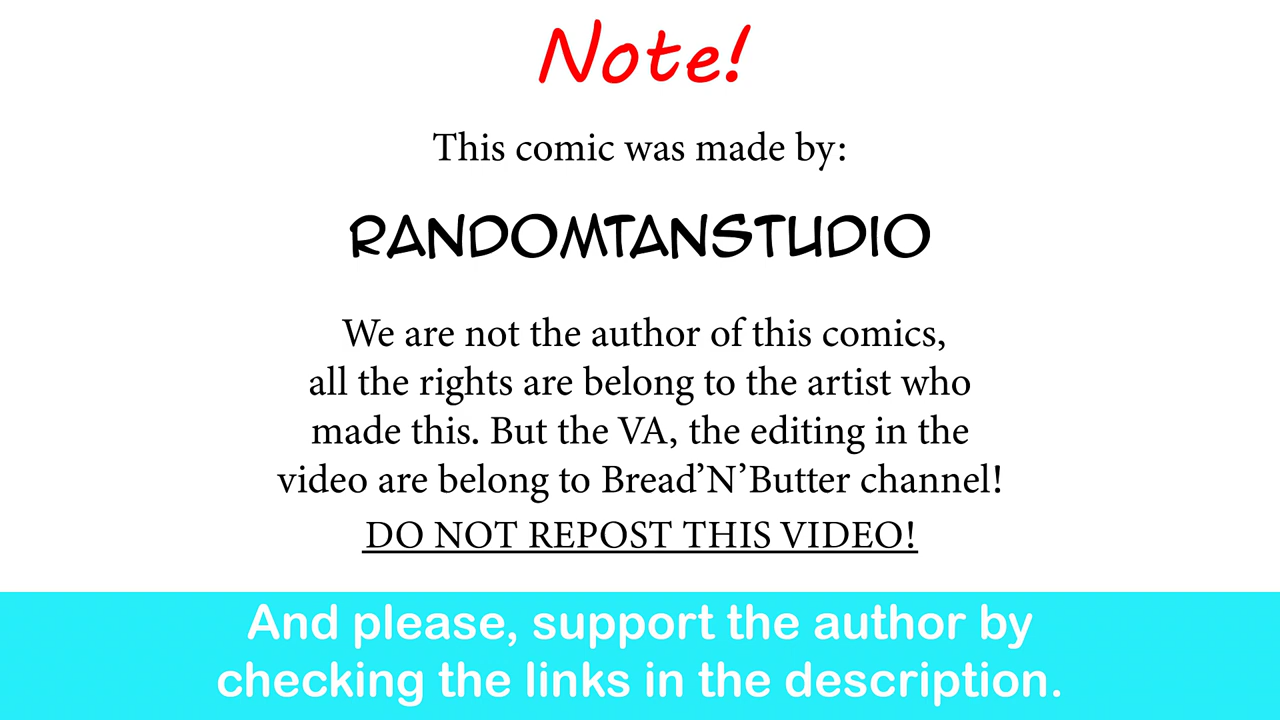 Note!
This comic was made by:
RANDOMTANSTUDIO
We are not the author of this comics,
all the rights are belong to the artist who
made this. But the VA, the editing in the
video are belong to Bread’N’Butter channel!
DO NOT REPOST THIS VIDEO!
And please, support the author by
checking the links in the description.